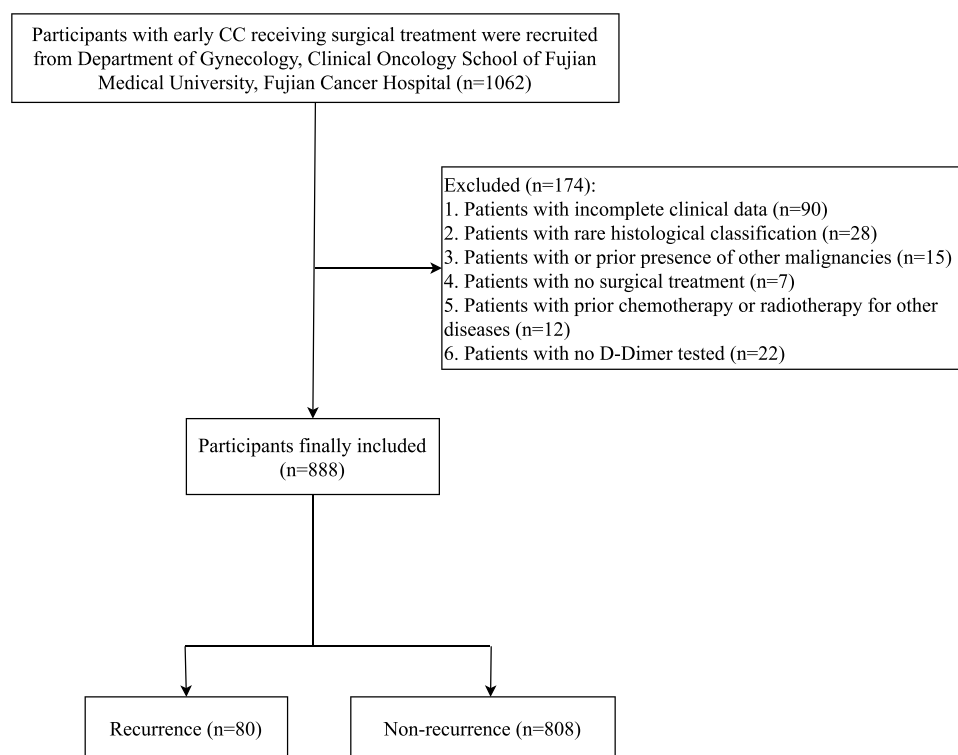 Participants with early CC receiving surgical treatment were recruited
from Department of Gynecology, Clinical Oncology School of Fujian
Medical University, Fujian Cancer Hospital (n=1062)
Excluded (n=174):
1. Patients with incomplete clinical data (n=90)
2. Patients with rare histological classification (n=28)
3. Patients with or prior presence of other malignancies (n=15)
4. Patients with no surgical treatment (n=7)
5. Patients with prior chemotherapy or radiotherapy for other
diseases (n=12)
6. Patients with no D-Dimer tested (n=22)
Participants finally included
(n=888)
Recurrence (n=80)
Non-recurrence (n=808)